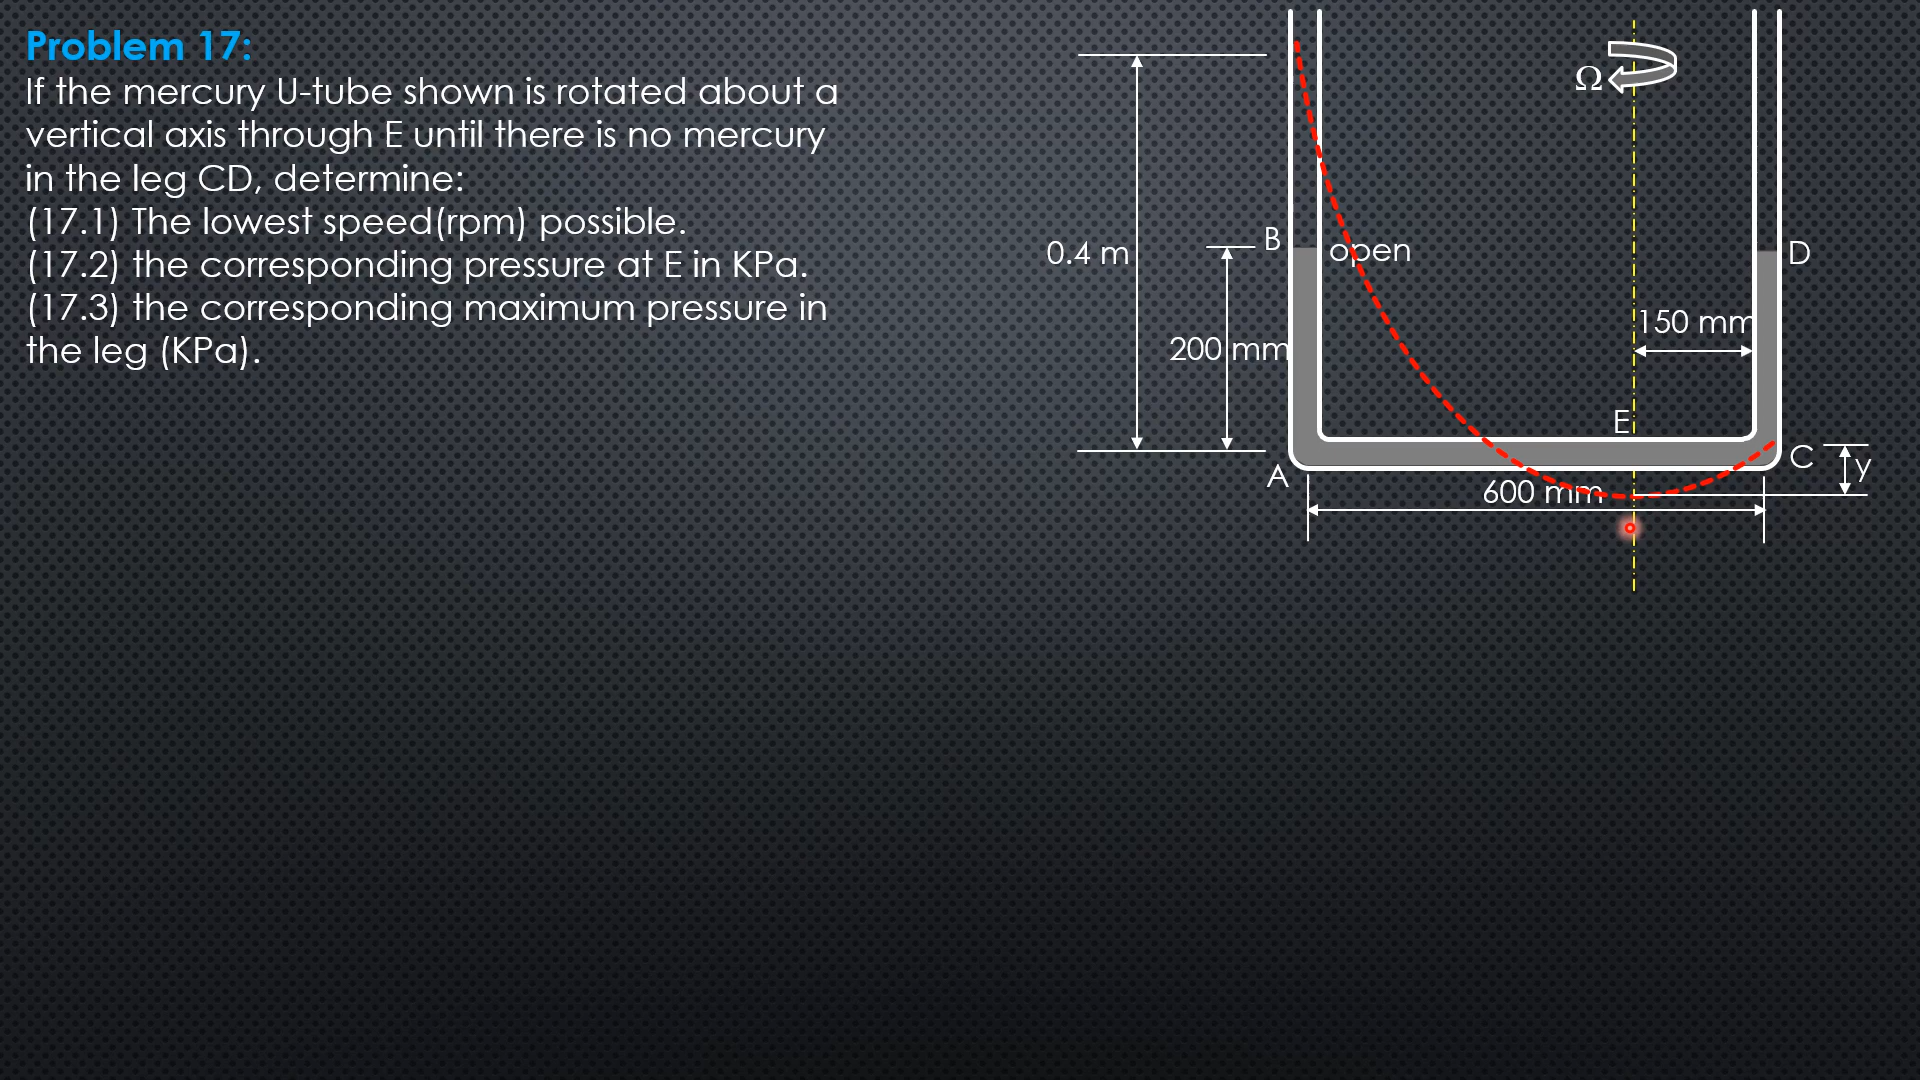 Problem 17:
If the mercury U-tube shown is rotated about a
vertical axis through E until there is no mercury
in the leg CD, determine:
(17.1) The lowest speed(rpm) possible.
(17.2) the corresponding pressure at E in KPa.
(17.3) the corresponding maximum pressure in
the leg (KPa).
Ω
0.4 m
B
open
D
150 mm
200 mm
E
A
C
y
600 mm